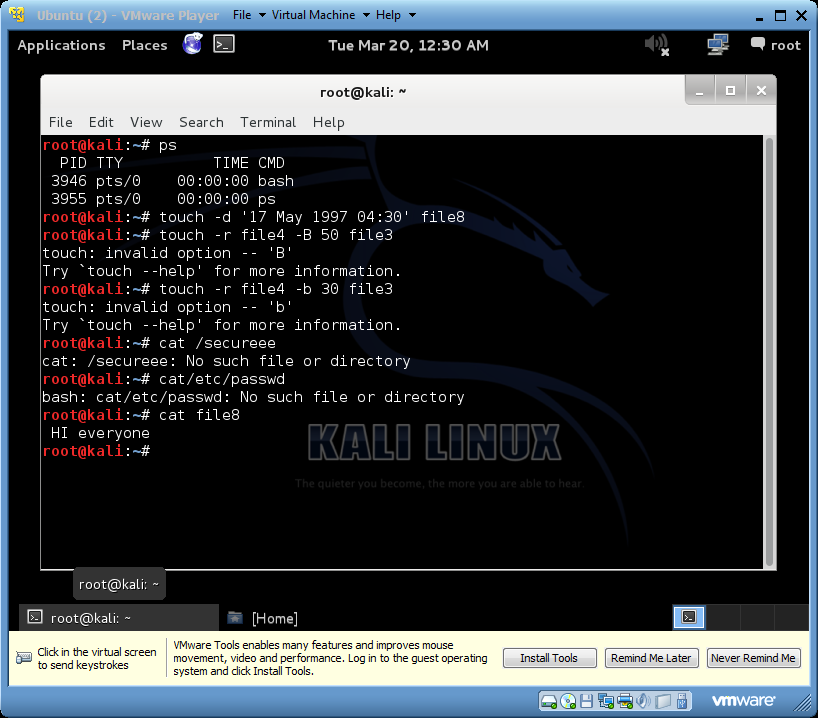 Ubuntu (2) - VMware Player File Virtual Machine Help
Applications Places Tue Mar 20, 12:30 AM root
root@kali: ~
File Edit View Search Terminal Help
root@kali:~# ps
  PID TTY          TIME CMD
 3946 pts/0    00:00:00 bash
 3955 pts/0    00:00:00 ps
root@kali:~# touch -d '17 May 1997 04:30' file8
root@kali:~# touch -r file4 -B 50 file3
touch: invalid option -- 'B'
Try `touch --help' for more information.
root@kali:~# touch -r file4 -b 30 file3
touch: invalid option -- 'b'
Try `touch --help' for more information.
root@kali:~# cat /secureee
cat: /secureee: No such file or directory
root@kali:~# cat/etc/passwd
bash: cat/etc/passwd: No such file or directory
root@kali:~# cat file8
 HI everyone
root@kali:~#
KALI LINUX
The quieter you become, the more you are able to hear.
root@kali: ~
root@kali: ~ [Home]
Click in the virtual screen
to send keystrokes
VMware Tools enables many features and improves mouse
movement, video and performance. Log in to the guest operating
system and click Install Tools.
Install Tools Remind Me Later Never Remind Me
vmware